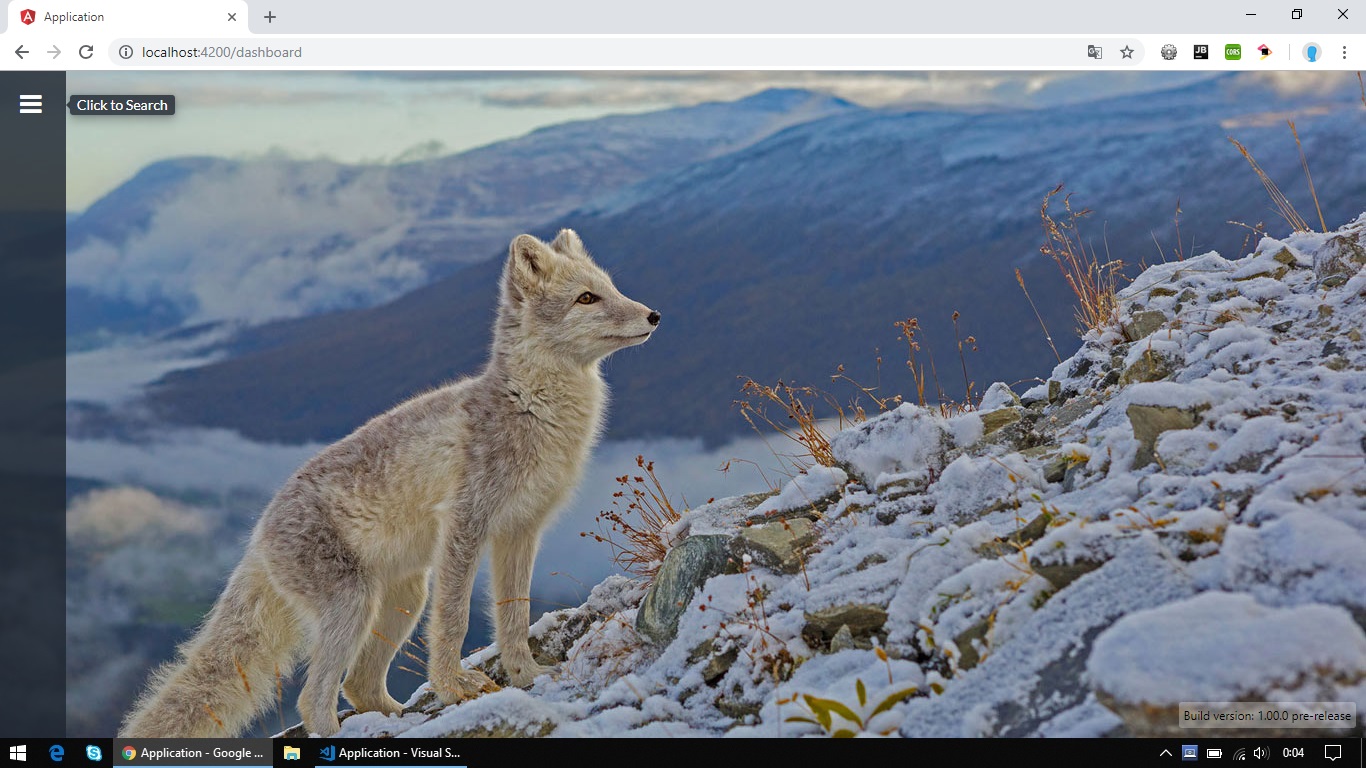 Application
localhost:4200/dashboard
JB
CORS
Click to Search
Build version: 1.00.0 pre-release
Application - Google ...
Application - Visual S...
0:04